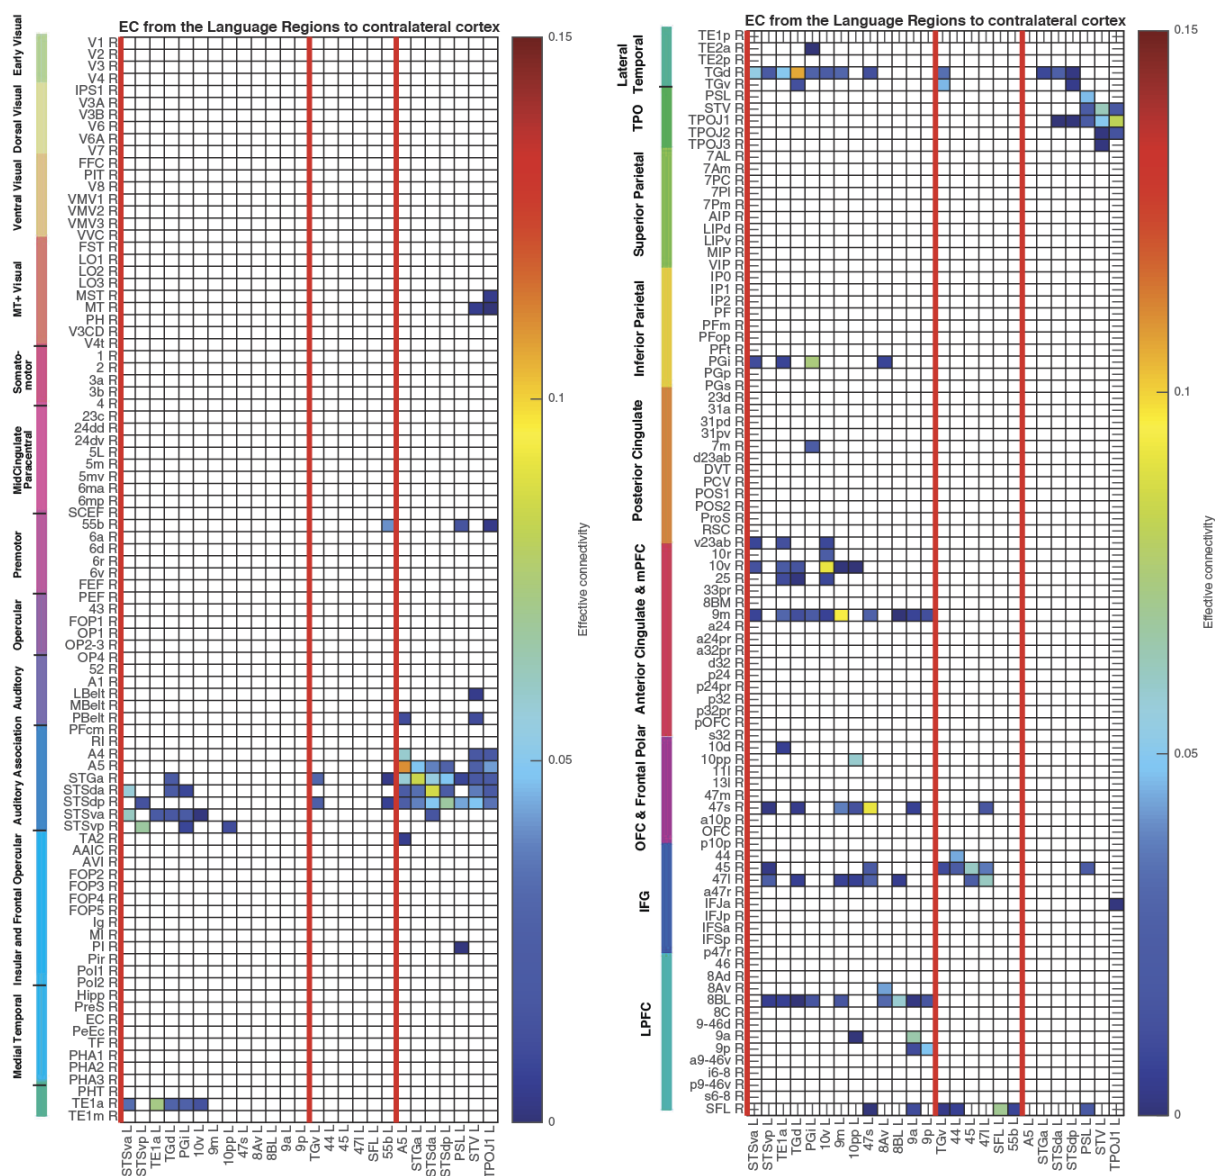 EC from the Language Regions to contralateral cortex
Early Visual
Dorsal Visual
Ventral Visual
MT+ Visual
Somato-
motor
MidCingulate
Paracentral
Premotor
Opercular
Auditory
Auditory Association
Insular and Frontal Opercular
Medial Temporal
V1 R
V2 R
V3 R
V4 R
IPS1 R
V3A R
V3B R
V6 R
V6A R
V7 R
FFC R
PIT R
V8 R
VMV1 R
VMV2 R
VMV3 R
VVC R
FST R
LO1 R
LO2 R
LO3 R
MST R
MT R
PH R
V3CD R
V4t R
1 R
2 R
3a R
3b R
4 R
23c R
24dd R
24dv R
5L R
5m R
5mv R
6ma R
6mp R
SCEF R
55b R
6a R
6d R
6r R
6v R
FEF R
PEF R
43 R
FOP1 R
OP1 R
OP2-3 R
OP4 R
52 R
A1 R
LBelt R
MBelt R
PBelt R
PFcm R
RI R
A4 R
A5 R
STGa R
STSda R
STSdp R
STSva R
STSvp R
TA2 R
AAIC R
AVI R
FOP2 R
FOP3 R
FOP4 R
FOP5 R
Ig R
MI R
PI R
Pir R
PoI1 R
PoI2 R
Hipp R
PreS R
EC R
PeEc R
TF R
PHA1 R
PHA2 R
PHA3 R
PHT R
TE1a R
TE1m R
STSva L
STSvp L
TE1a L
TGd L
PGi L
10v L
9m L
10pp L
47s L
8Av L
8BL L
9a L
9p L
TGv L
44 L
45 L
47l L
SFL L
55b L
A5 L
STGa L
STSda L
STSdp L
PSL L
STV L
TPOJ1 L
0.15
0.1
0.05
0
Effective connectivity
EC from the Language Regions to contralateral cortex
Lateral
Temporal
TPO
Superior Parietal
Inferior Parietal
Posterior Cingulate
Anterior Cingulate & mPFC
OFC & Frontal Polar
IFG
LPFC
TE1p R
TE2a R
TE2p R
TGd R
TGv R
PSL R
STV R
TPOJ1 R
TPOJ2 R
TPOJ3 R
7AL R
7Am R
7PC R
7Pl R
7Pm R
AIP R
LIPd R
LIPv R
MIP R
VIP R
IP0 R
IP1 R
IP2 R
PF R
PFm R
PFop R
PFt R
PGi R
PGp R
PGs R
23d R
31a R
31pd R
31pv R
7m R
d23ab R
DVT R
PCV R
POS1 R
POS2 R
ProS R
RSC R
v23ab R
10r R
10v R
25 R
33pr R
8BM R
9m R
a24 R
a24pr R
a32pr R
d32 R
p24 R
p24pr R
p32 R
p32pr R
pOFC R
s32 R
10d R
10pp R
11l R
13l R
47m R
47s R
a10p R
OFC R
p10p R
44 R
45 R
47l R
a47r R
IFJa R
IFJp R
IFSa R
IFSp R
p47r R
46 R
8Ad R
8Av R
8BL R
8C R
9-46d R
9a R
9p R
a9-46v R
i6-8 R
p9-46v R
s6-8 R
SFL R
STSva L
STSvp L
TE1a L
TGd L
PGi L
10v L
9m L
10pp L
47s L
8Av L
8BL L
9a L
9p L
TGv L
44 L
45 L
47l L
SFL L
55b L
A5 L
STGa L
STSda L
STSdp L
PSL L
STV L
TPOJ1 L
0.15
0.1
0.05
0
Effective connectivity